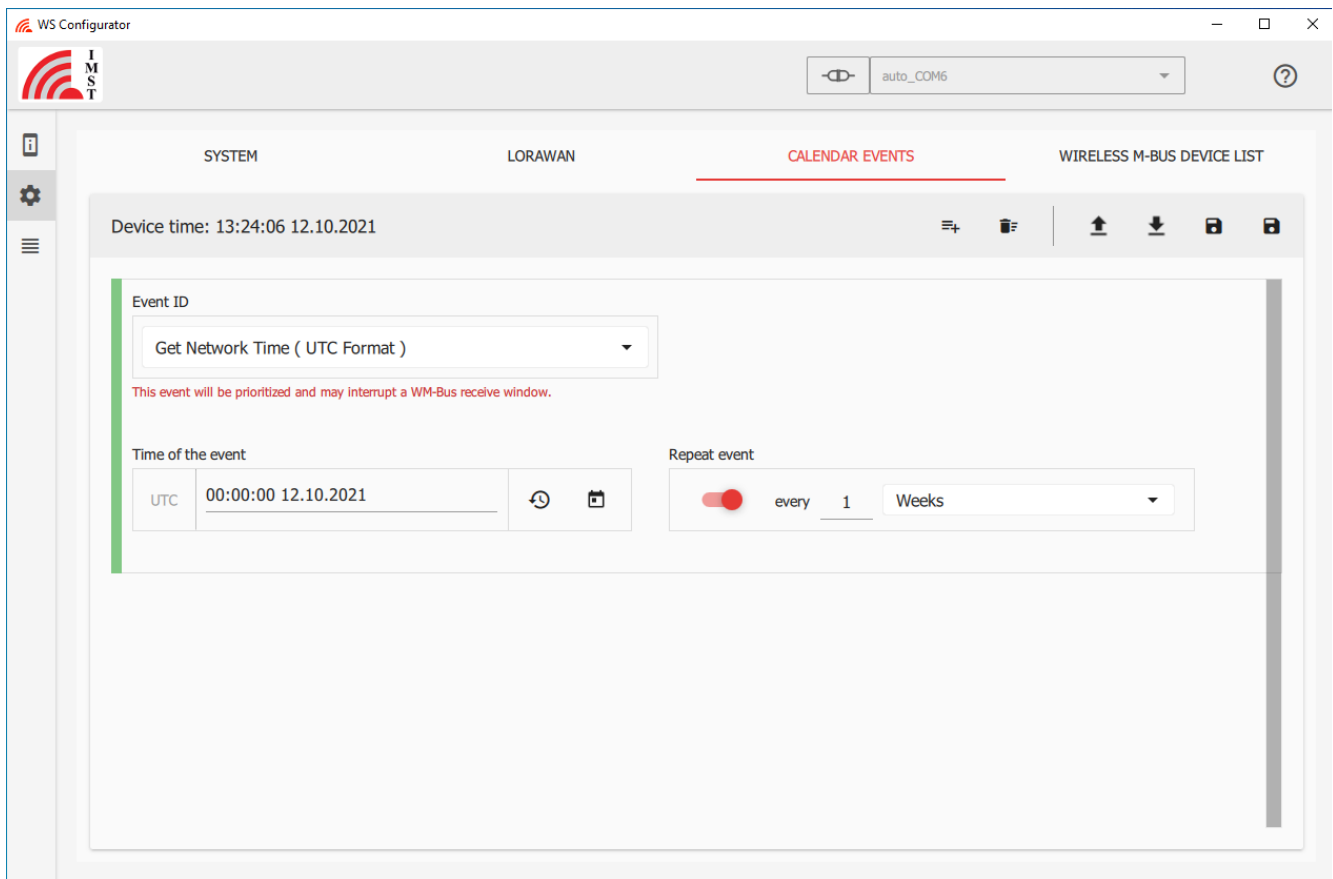 WS Configurator
I
M
S
T
auto_COM6
SYSTEM
LORAWAN
CALENDAR EVENTS
WIRELESS M-BUS DEVICE LIST
Device time: 13:24:06 12.10.2021
Event ID
Get Network Time ( UTC Format )
This event will be prioritized and may interrupt a WM-Bus receive window.
Time of the event
Repeat event
UTC
00:00:00 12.10.2021
every
1
Weeks